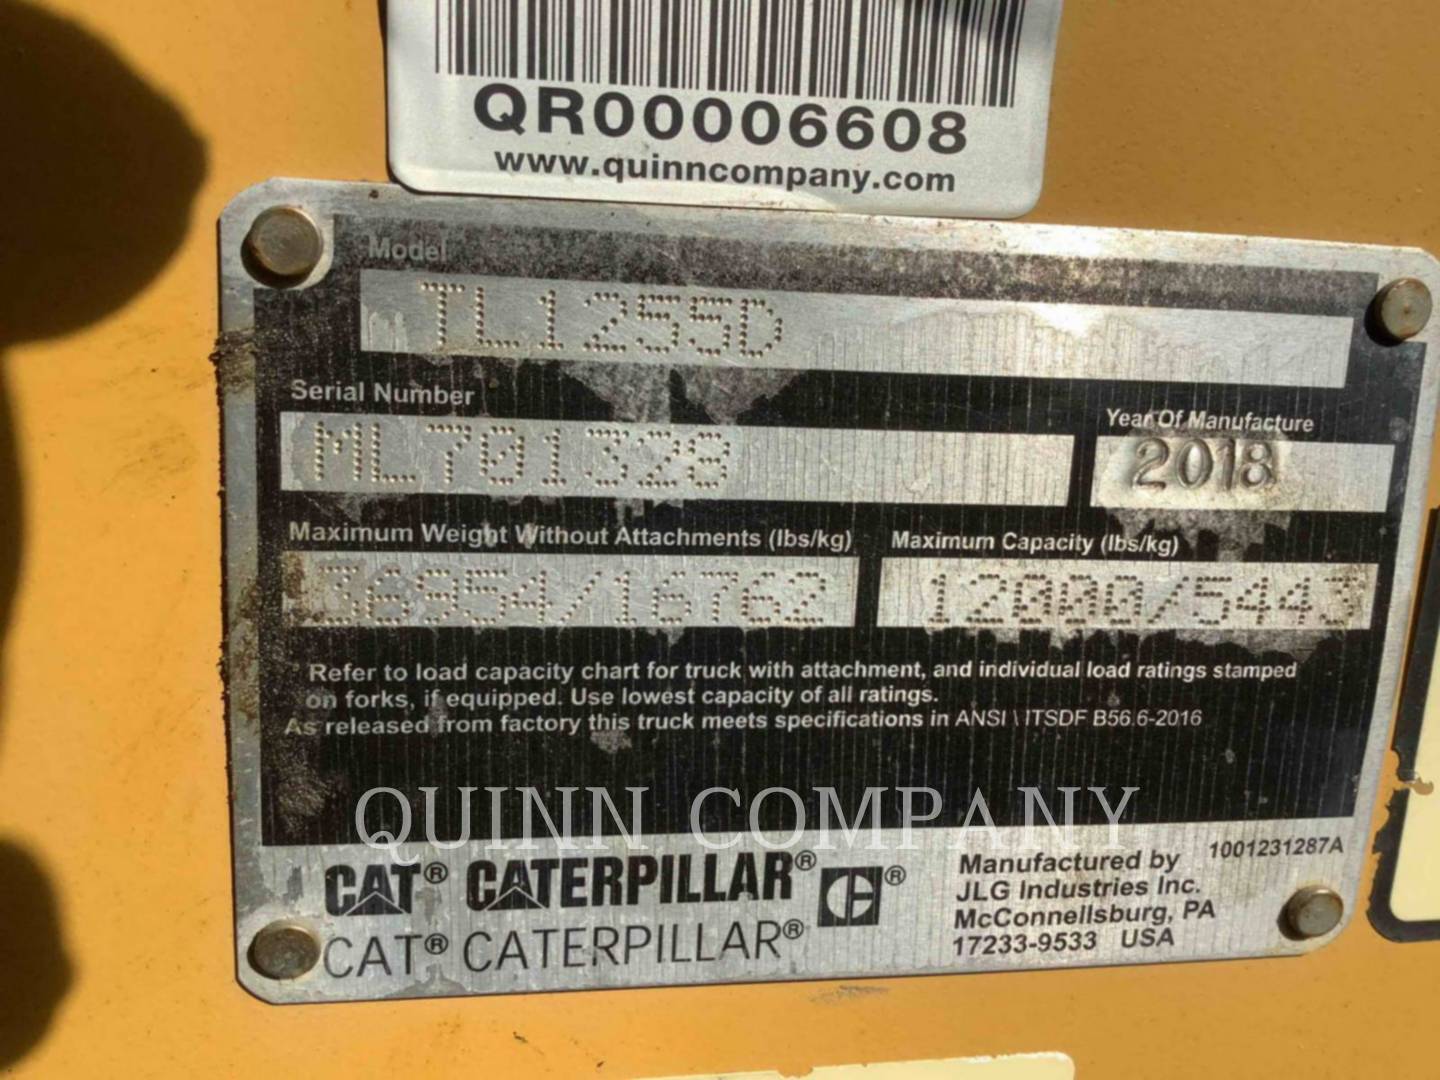 QR00006608
www.quinncompany.com
Model
TL1255D
Serial Number
ML701328
Year Of Manufacture
2018
Maximum Weight Without Attachments (lbs/kg)
36954/16762
Maximum Capacity (lbs/kg)
12000/5443
Refer to load capacity chart for truck with attachment, and individual load ratings stamped
on forks, if equipped. Use lowest capacity of all ratings.
As released from factory this truck meets specifications in ANSI \ ITSDF B56.6-2016
QUINN COMPANY
CAT® CATERPILLAR® ®
CAT® CATERPILLAR®
Manufactured by
JLG Industries Inc.
McConnellsburg, PA
17233-9533 USA
1001231287A